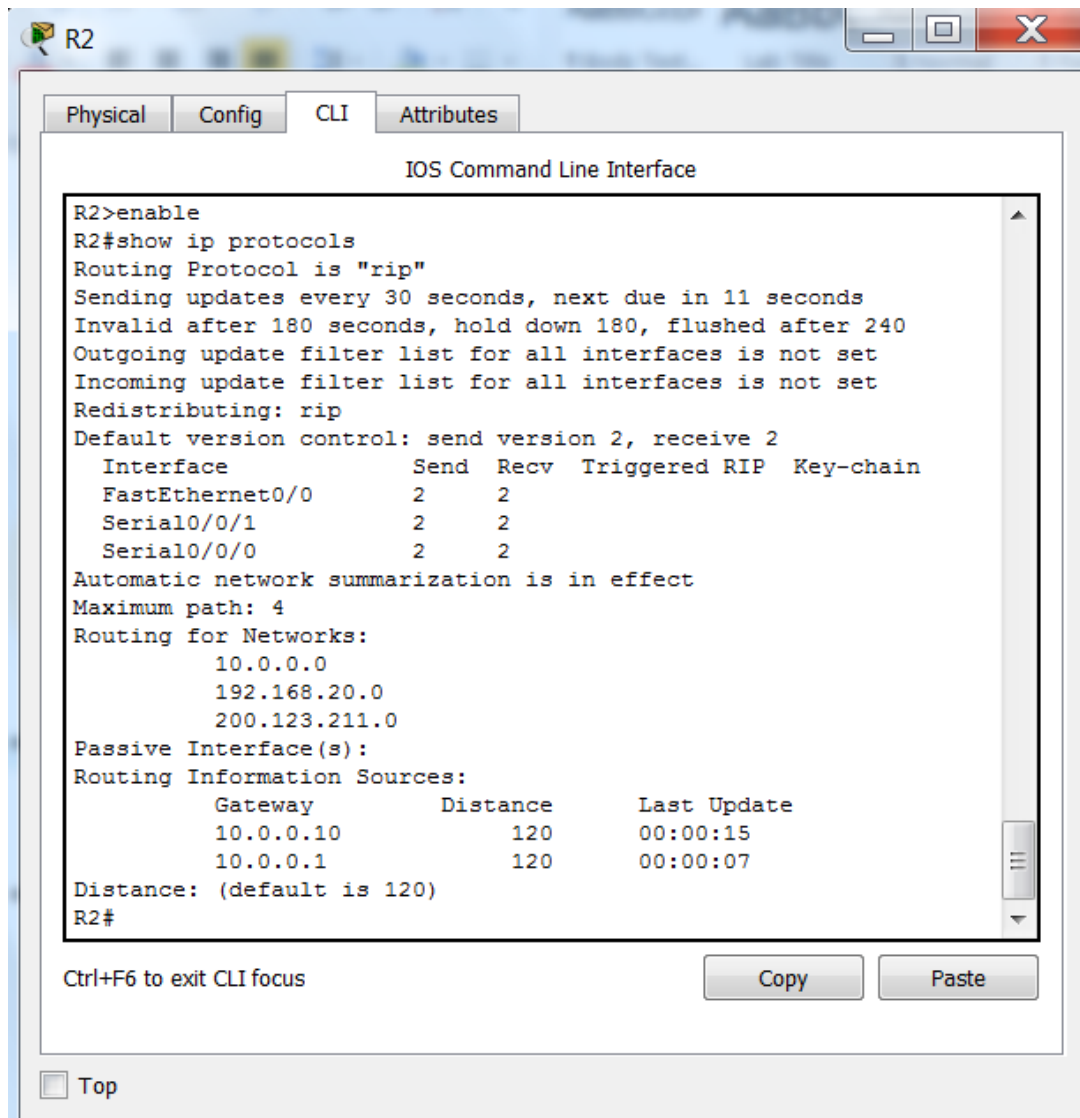 R2
Physical Config CLI Attributes
IOS Command Line Interface
R2>enable
R2#show ip protocols
Routing Protocol is "rip"
Sending updates every 30 seconds, next due in 11 seconds
Invalid after 180 seconds, hold down 180, flushed after 240
Outgoing update filter list for all interfaces is not set
Incoming update filter list for all interfaces is not set
Redistributing: rip
Default version control: send version 2, receive 2
Interface Send Recv Triggered RIP Key-chain
FastEthernet0/0 2 2
Serial0/0/1 2 2
Serial0/0/0 2 2
Automatic network summarization is in effect
Maximum path: 4
Routing for Networks:
10.0.0.0
192.168.20.0
200.123.211.0
Passive Interface(s):
Routing Information Sources:
Gateway Distance Last Update
10.0.0.10 120 00:00:15
10.0.0.1 120 00:00:07
Distance: (default is 120)
R2#
Ctrl+F6 to exit CLI focus
Copy Paste
Top